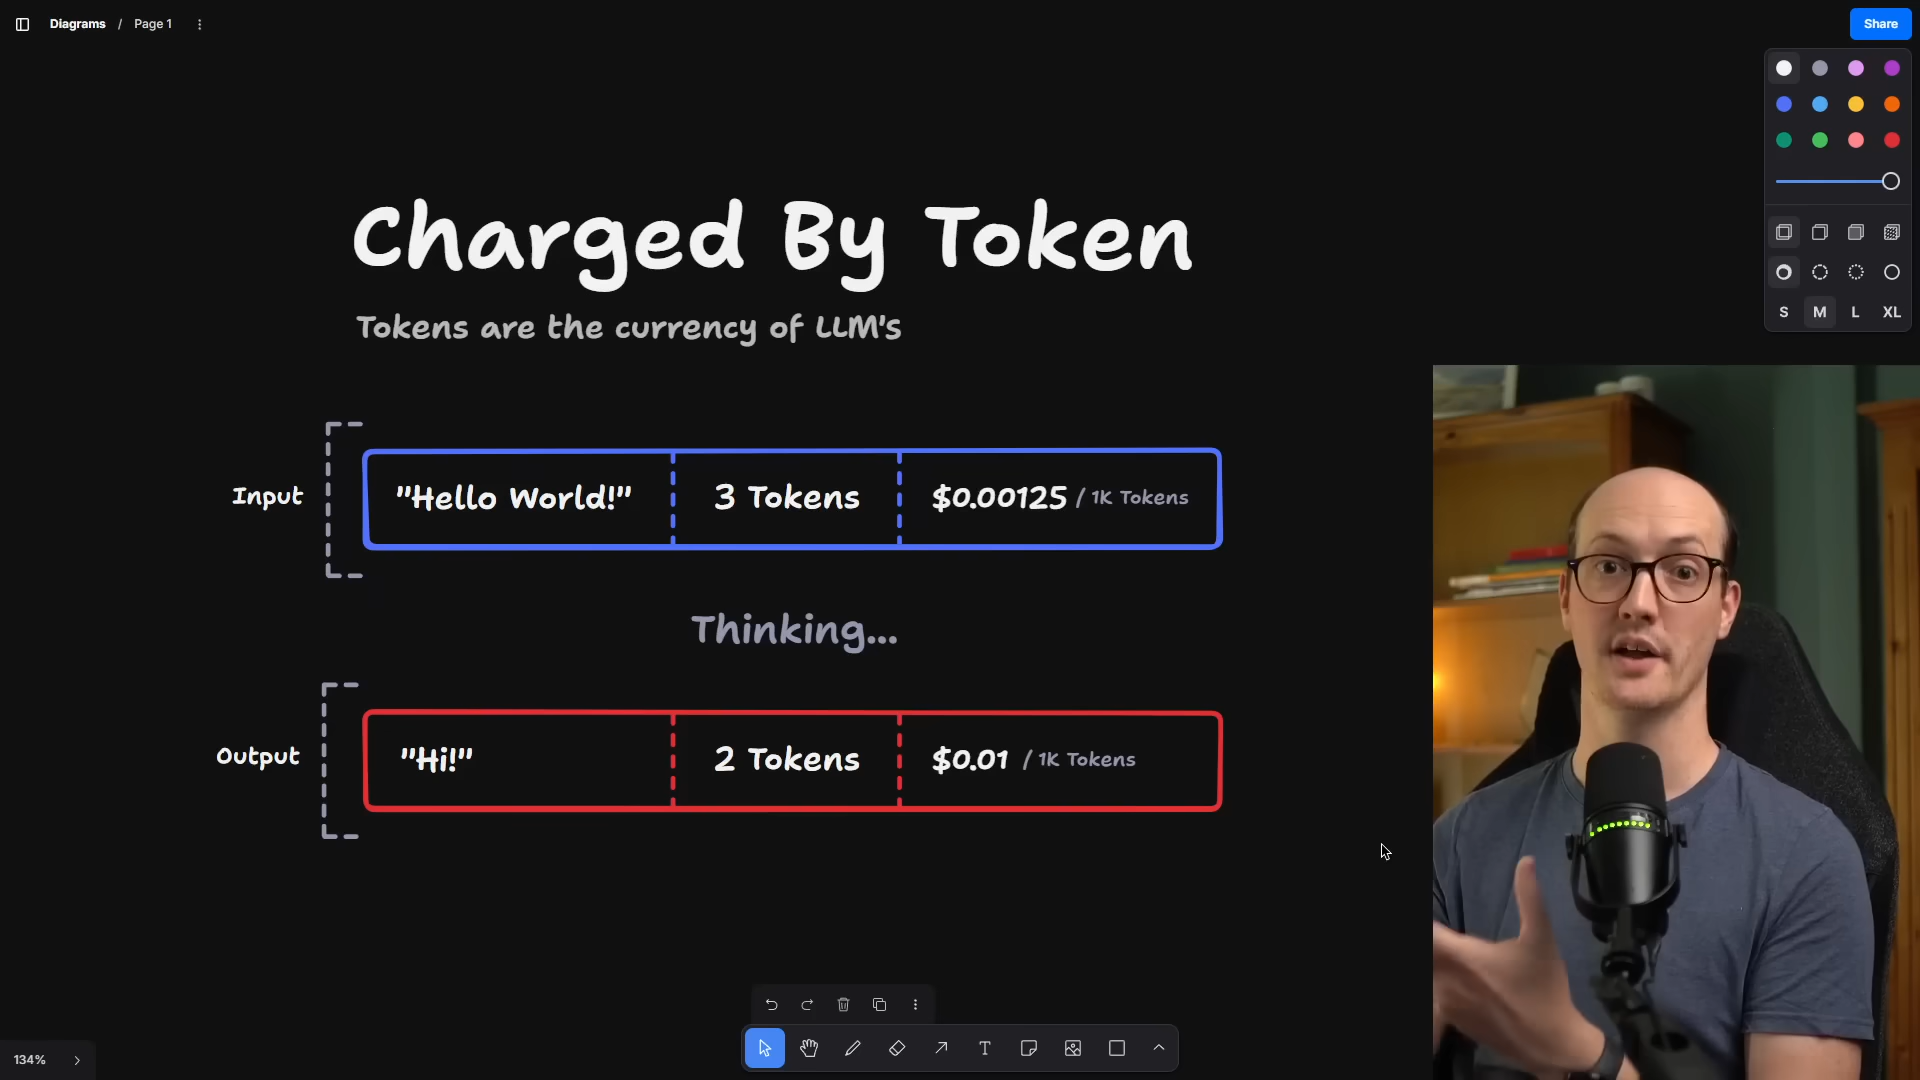 Diagrams / Page 1
Share
S M L XL
Charged By Token
Tokens are the currency of LLM's
Input
"Hello World!" 3 Tokens $0.00125 / 1K Tokens
Thinking...
Output
"Hi!" 2 Tokens $0.01 / 1K Tokens
T
134%